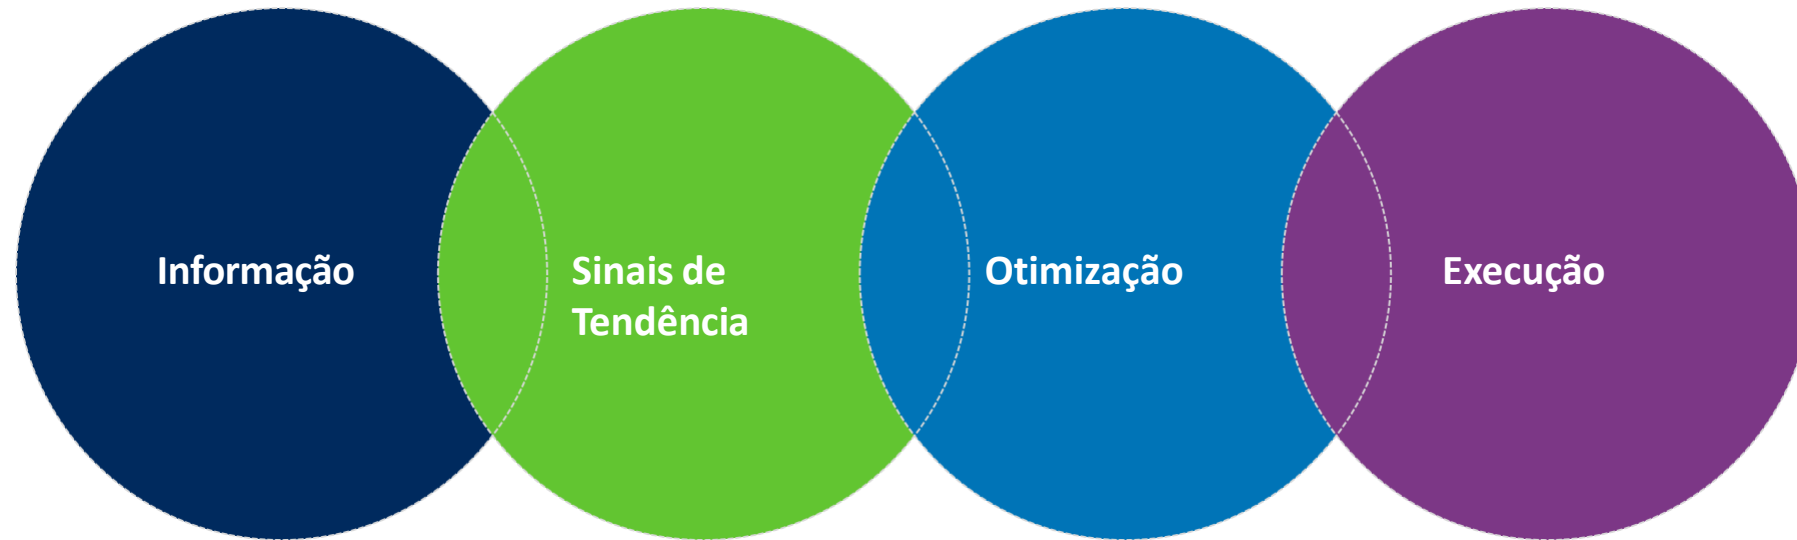 Informação
Sinais de
Tendência
Otimização
Execução